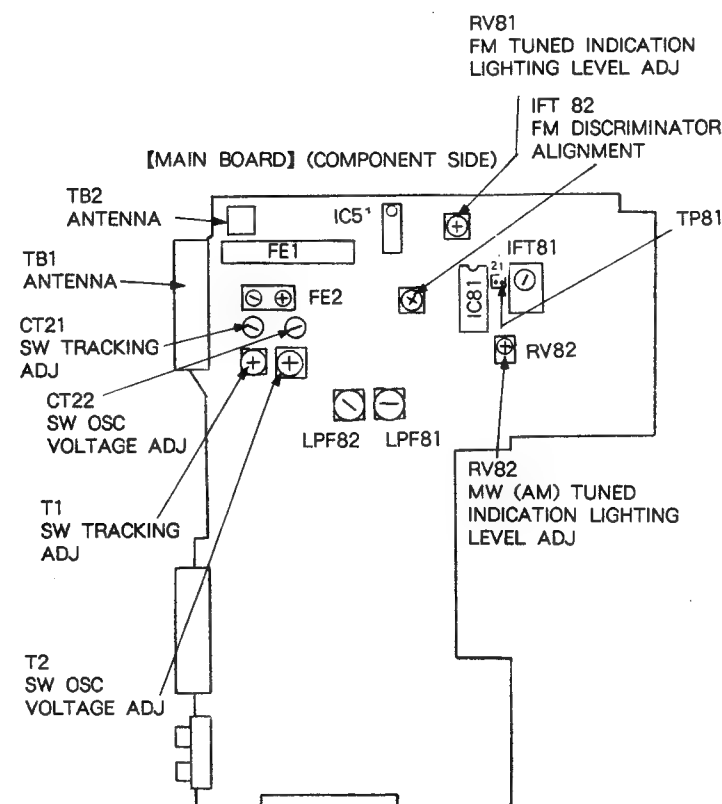 RV81
FM TUNED INDICATION
LIGHTING LEVEL ADJ
IFT 82
FM DISCRIMINATOR
ALIGNMENT
【MAIN BOARD】 (COMPONENT SIDE)
TB2
ANTENNA
IC5
TP81
FE1
IFT81
TB1
ANTENNA
21
FE2
IC81
CT21
SW TRACKING
ADJ
RV82
CT22
SW OSC
VOLTAGE ADJ
LPF82
LPF81
RV82
MW (AM) TUNED
INDICATION LIGHTING
LEVEL ADJ
T1
SW TRACKING
ADJ
T2
SW OSC
VOLTAGE ADJ